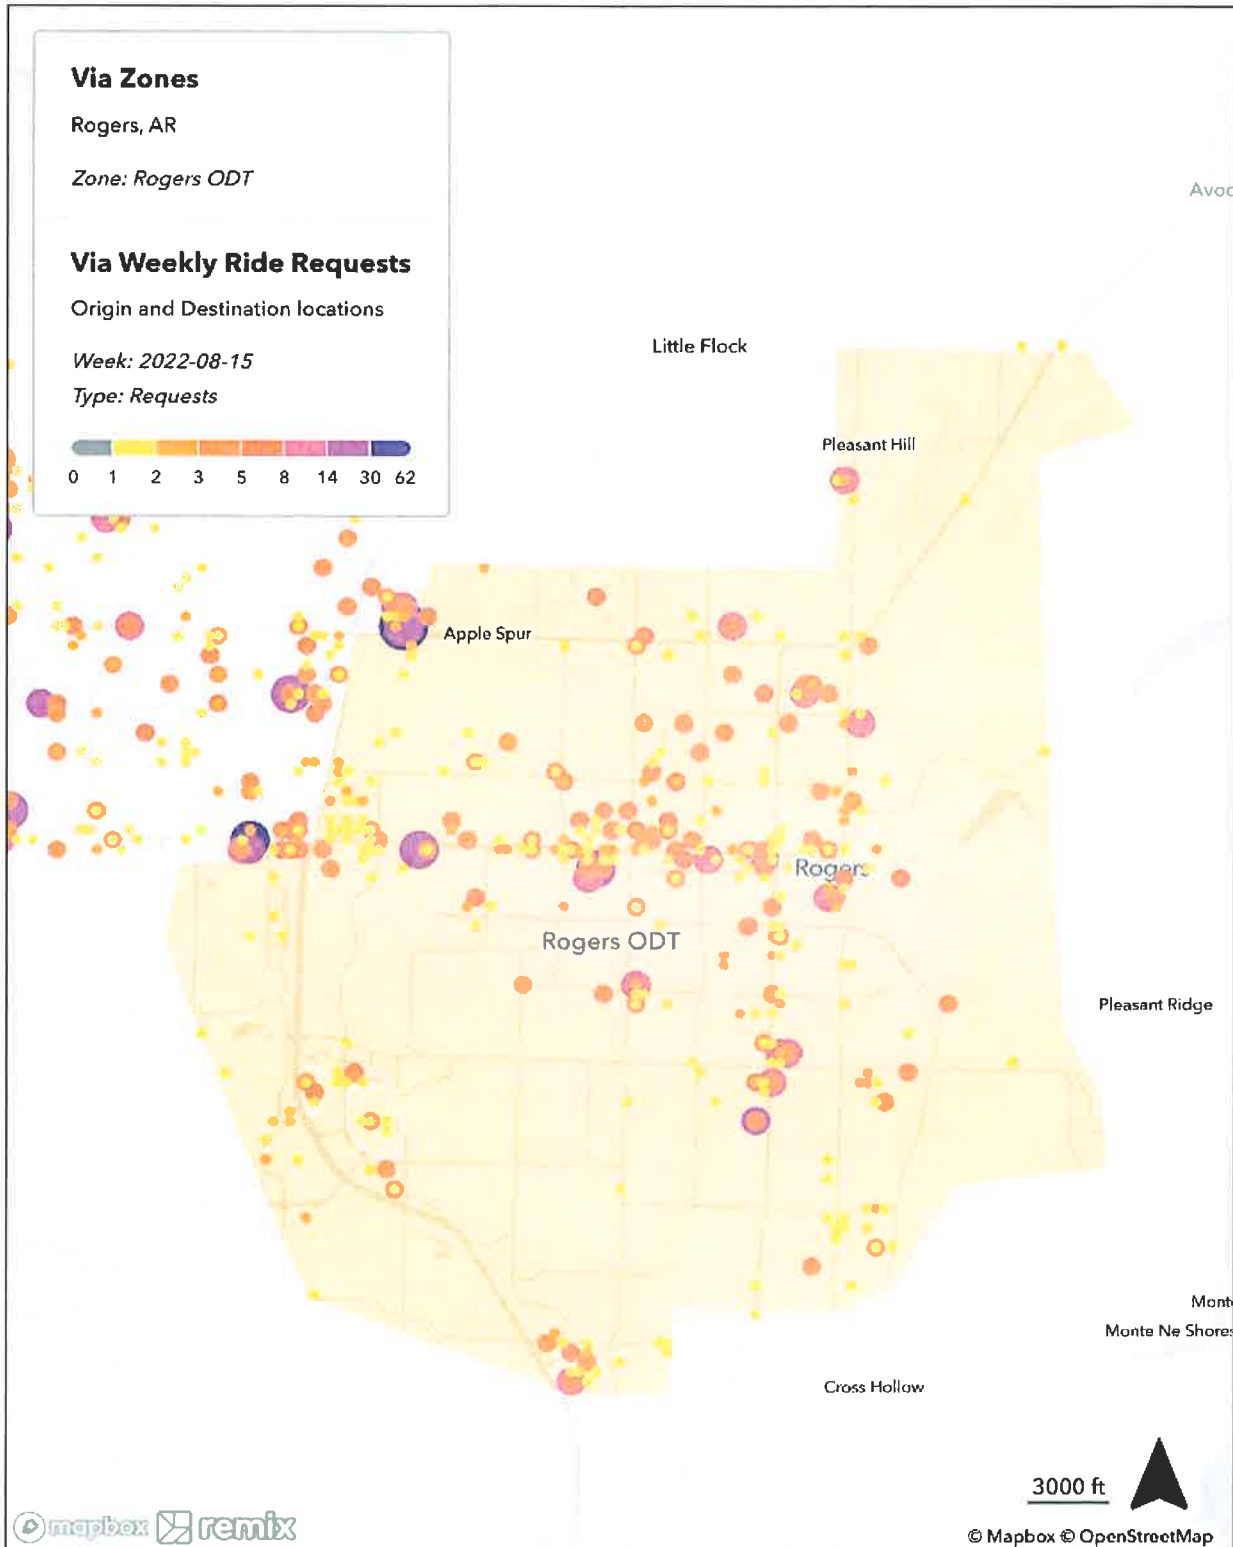 Via Zones
Rogers, AR
Zone: Rogers ODT
Via Weekly Ride Requests
Origin and Destination locations
Week: 2022-08-15
Type: Requests
0 1 2 3 5 8 14 30 62
Avoc
Little Flock
Pleasant Hill
Apple Spur
Rogers
Rogers ODT
Pleasant Ridge
Monte
Monte Ne Shores
Cross Hollow
3000 ft
mapbox remix
© Mapbox © OpenStreetMap